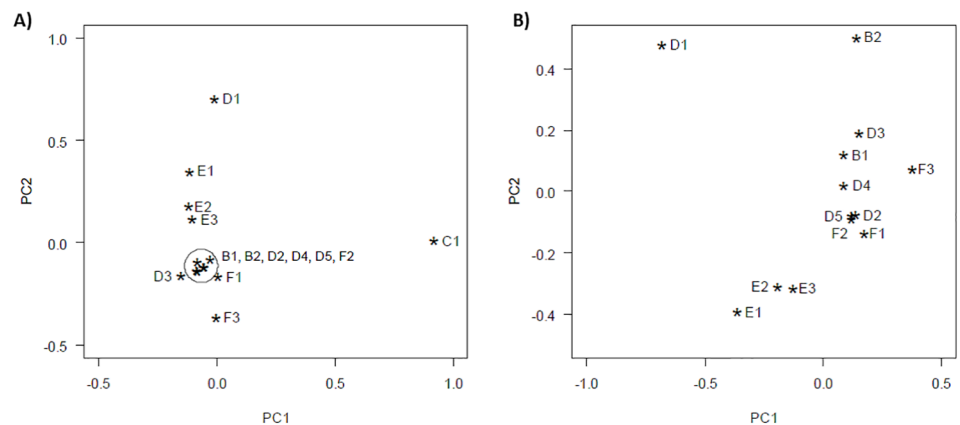 A)
1.0
0.5
0.0
-0.5
PC2
D1
E1
E2
E3
C1
B1, B2, D2, D4, D5, F2
D3
F1
F3
-0.5
0.0
0.5
1.0
PC1
B)
0.4
0.2
0.0
-0.2
-0.4
PC2
D1
B2
D3
B1
F3
D4
D5
D2
F2
F1
E2
E3
E1
-1.0
-0.5
0.0
0.5
PC1